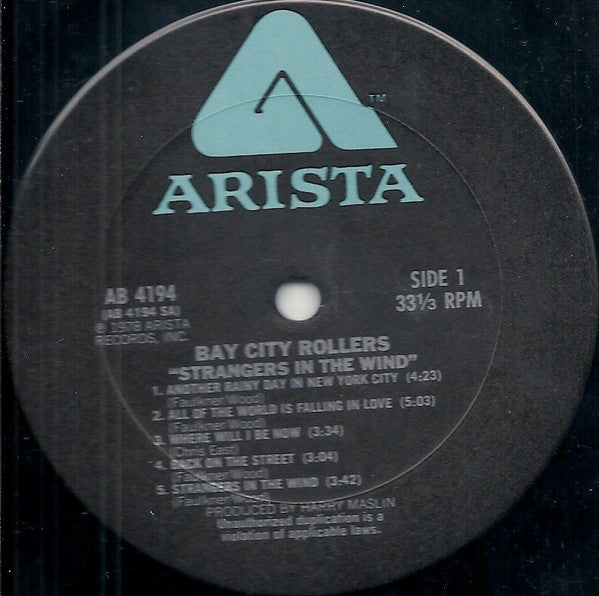 ™
ARISTA
AB 4194
(AB 4194 SA)
℗ 1978 ARISTA
RECORDS, INC.
SIDE 1
33⅓ RPM
BAY CITY ROLLERS
"STRANGERS IN THE WIND"
1. ANOTHER RAINY DAY IN NEW YORK CITY (4:23)
(Faulkner/Wood)
2. ALL OF THE WORLD IS FALLING IN LOVE (5:03)
(Faulkner/Wood)
3. WHERE WILL I BE NOW (3:34)
(Chris East)
4. BACK ON THE STREET (3:04)
(Faulkner/Wood)
5. STRANGERS IN THE WIND (3:42)
(Faulkner/Wood)
PRODUCED BY HARRY MASLIN
Unauthorized duplication is a
violation of applicable laws.